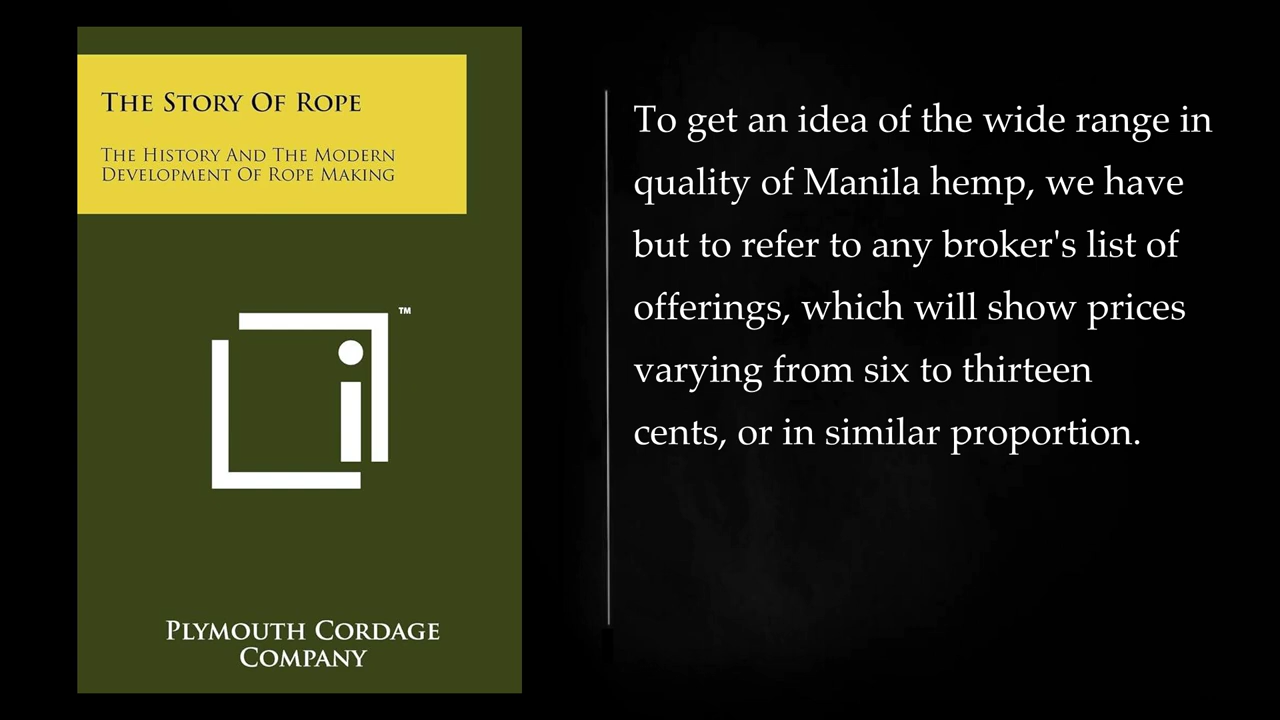 THE STORY OF ROPE
THE HISTORY AND THE MODERN
DEVELOPMENT OF ROPE MAKING
TM
i
PLYMOUTH CORDAGE
COMPANY
To get an idea of the wide range in
quality of Manila hemp, we have
but to refer to any broker's list of
offerings, which will show prices
varying from six to thirteen
cents, or in similar proportion.